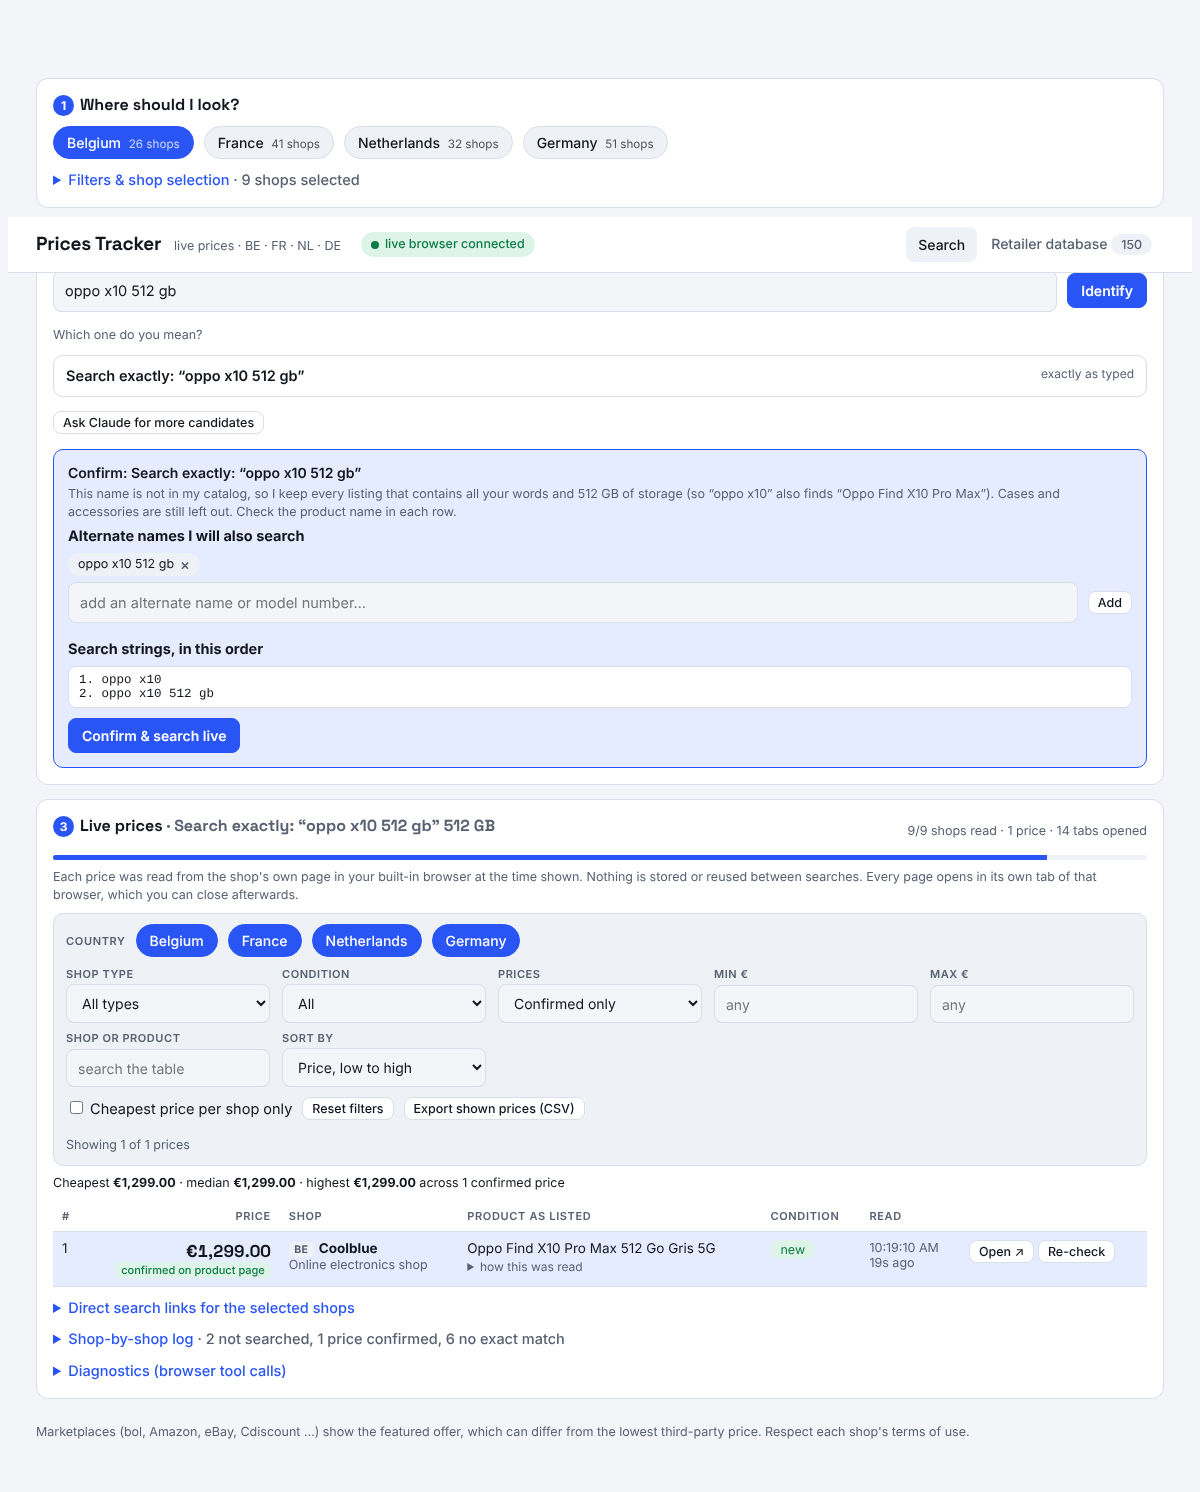 1 Where should I look?
Belgium 26 shops France 41 shops Netherlands 32 shops Germany 51 shops
▶ Filters & shop selection · 9 shops selected
Prices Tracker live prices · BE · FR · NL · DE live browser connected Search Retailer database 150
oppo x10 512 gb Identify
Which one do you mean?
Search exactly: “oppo x10 512 gb” exactly as typed
Ask Claude for more candidates
Confirm: Search exactly: “oppo x10 512 gb”
This name is not in my catalog, so I keep every listing that contains all your words and 512 GB of storage (so “oppo x10” also finds “Oppo Find X10 Pro Max”). Cases and
accessories are still left out. Check the product name in each row.
Alternate names I will also search
oppo x10 512 gb ×
add an alternate name or model number... Add
Search strings, in this order
1. oppo x10
2. oppo x10 512 gb
Confirm & search live
3 Live prices · Search exactly: “oppo x10 512 gb” 512 GB 9/9 shops read · 1 price · 14 tabs opened
Each price was read from the shop's own page in your built-in browser at the time shown. Nothing is stored or reused between searches. Every page opens in its own tab of that
browser, which you can close afterwards.
COUNTRY Belgium France Netherlands Germany
SHOP TYPE CONDITION PRICES MIN € MAX €
All types All Confirmed only any any
SHOP OR PRODUCT SORT BY
search the table Price, low to high
Cheapest price per shop only Reset filters Export shown prices (CSV)
Showing 1 of 1 prices
Cheapest €1,299.00 · median €1,299.00 · highest €1,299.00 across 1 confirmed price
# PRICE SHOP PRODUCT AS LISTED CONDITION READ
1 €1,299.00 BE Coolblue Oppo Find X10 Pro Max 512 Go Gris 5G new 10:19:10 AM Open ↗ Re-check
confirmed on product page Online electronics shop ▶ how this was read 19s ago
▶ Direct search links for the selected shops
▶ Shop-by-shop log · 2 not searched, 1 price confirmed, 6 no exact match
▶ Diagnostics (browser tool calls)
Marketplaces (bol, Amazon, eBay, Cdiscount ...) show the featured offer, which can differ from the lowest third-party price. Respect each shop's terms of use.